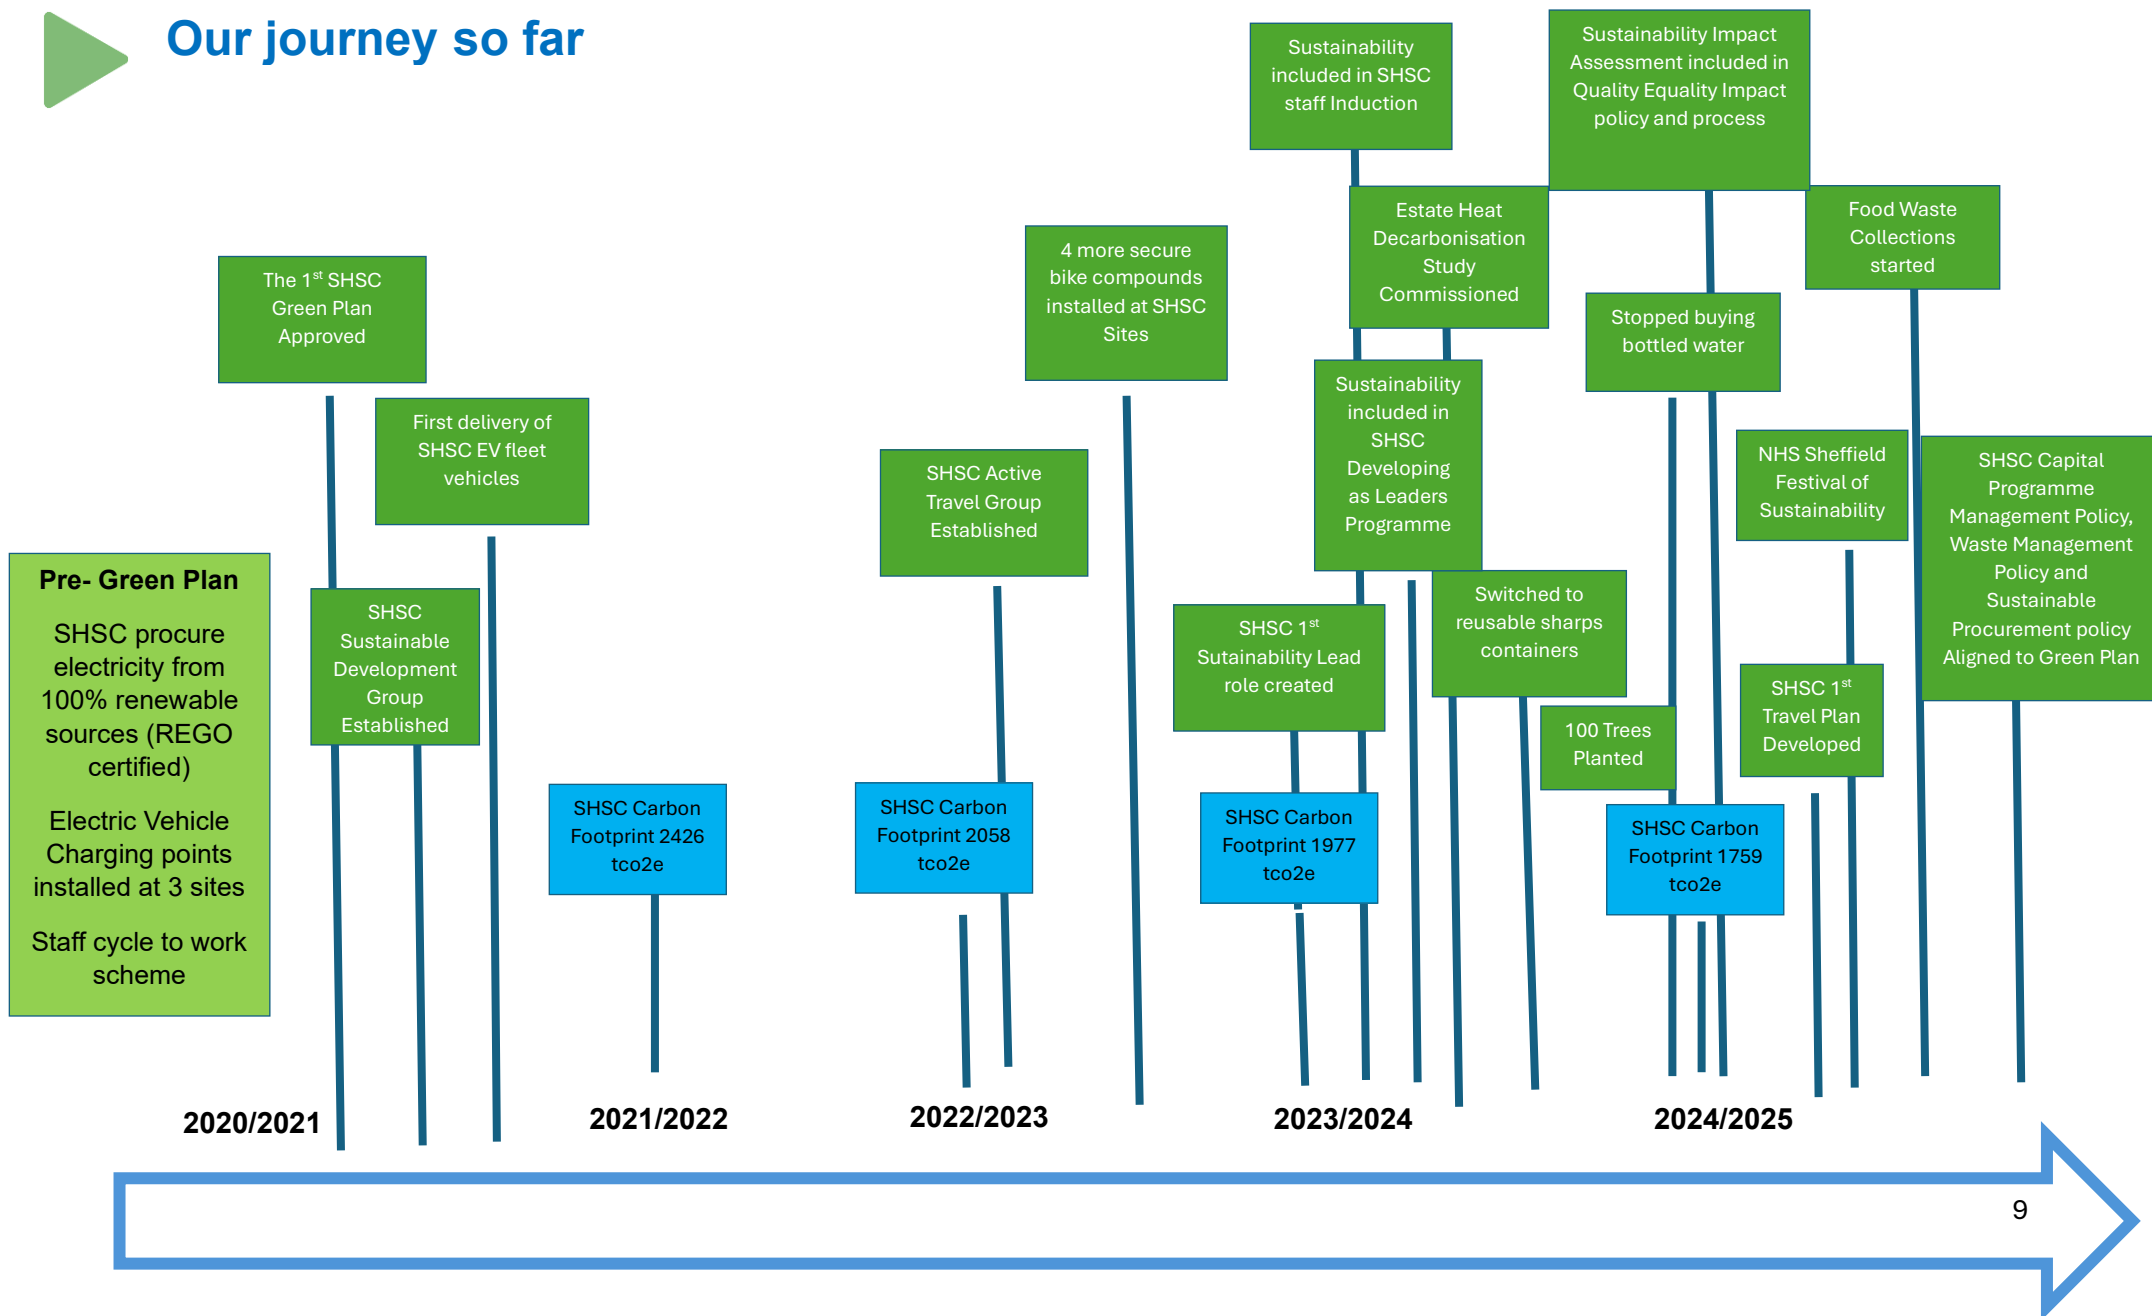 Our journey so far
Pre- Green Plan
SHSC procure
electricity from
100% renewable
sources (REGO
certified)
Electric Vehicle
Charging points
installed at 3 sites
Staff cycle to work
scheme
The 1st SHSC
Green Plan
Approved
SHSC
Sustainable
Development
Group
Established
First delivery of
SHSC EV fleet
vehicles
SHSC Carbon
Footprint 2426
tco2e
SHSC Carbon
Footprint 2058
tco2e
SHSC Active
Travel Group
Established
4 more secure
bike compounds
installed at SHSC
Sites
SHSC 1st
Sutainability Lead
role created
SHSC Carbon
Footprint 1977
tco2e
Sustainability
included in SHSC
staff Induction
Estate Heat
Decarbonisation
Study
Commissioned
Sustainability
included in
SHSC
Developing
as Leaders
Programme
Switched to
reusable sharps
containers
100 Trees
Planted
Sustainability Impact
Assessment included in
Quality Equality Impact
policy and process
Stopped buying
bottled water
SHSC Carbon
Footprint 1759
tco2e
NHS Sheffield
Festival of
Sustainability
SHSC 1st
Travel Plan
Developed
Food Waste
Collections
started
SHSC Capital
Programme
Management Policy,
Waste Management
Policy and
Sustainable
Procurement policy
Aligned to Green Plan
2020/2021
2021/2022
2022/2023
2023/2024
2024/2025
9